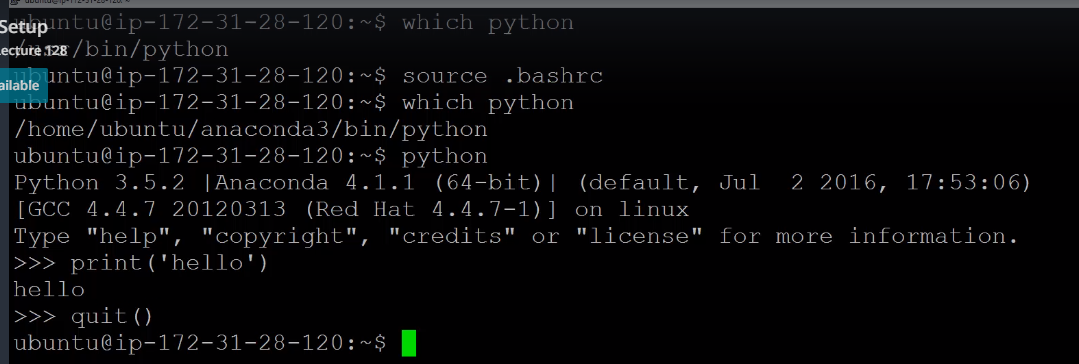 Setup
Lecture 128
ailable
ubuntu@ip-172-31-28-120:~$ which python
/usr/bin/python
ubuntu@ip-172-31-28-120:~$ source .bashrc
ubuntu@ip-172-31-28-120:~$ which python
/home/ubuntu/anaconda3/bin/python
ubuntu@ip-172-31-28-120:~$ python
Python 3.5.2 |Anaconda 4.1.1 (64-bit)| (default, Jul  2 2016, 17:53:06)
[GCC 4.4.7 20120313 (Red Hat 4.4.7-1)] on linux
Type "help", "copyright", "credits" or "license" for more information.
>>> print('hello')
hello
>>> quit()
ubuntu@ip-172-31-28-120:~$